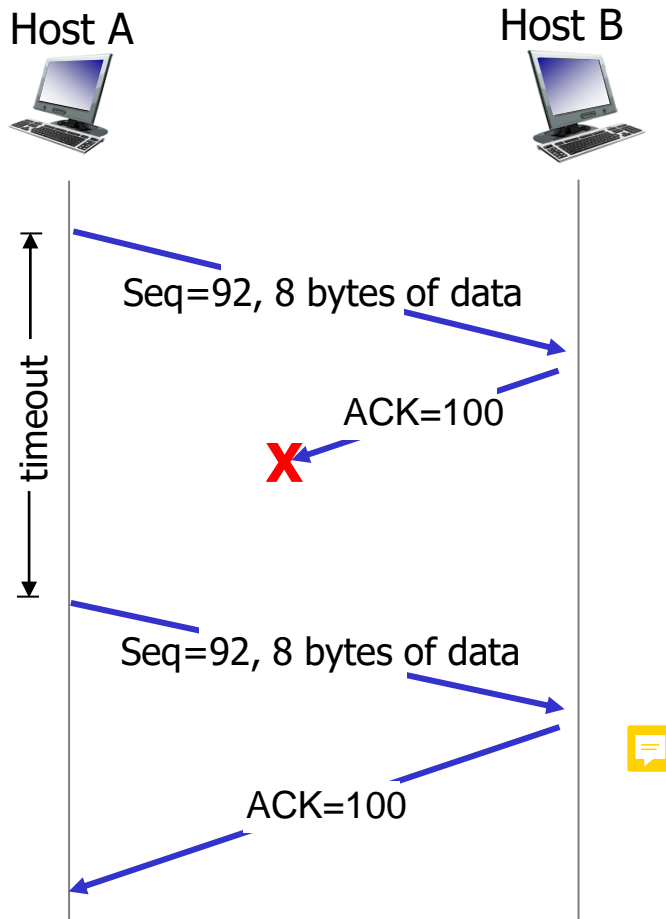 Host A
Host B
Seq=92, 8 bytes of data
ACK=100
X
timeout
Seq=92, 8 bytes of data
ACK=100